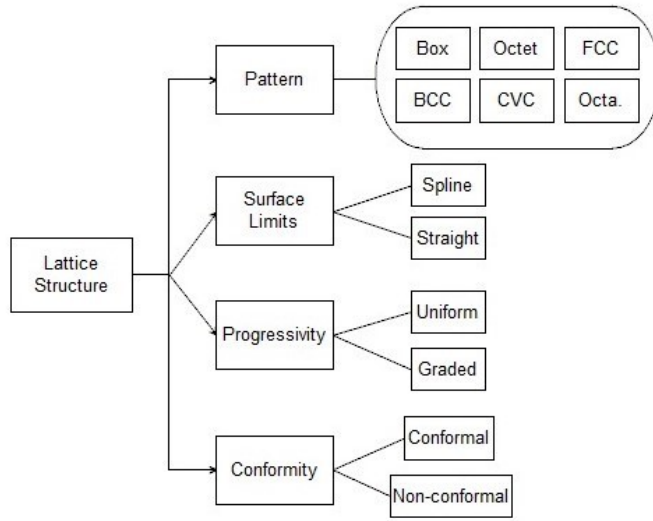 Box
Octet
FCC
BCC
CVC
Octa.
Pattern
Surface
Limits
Spline
Straight
Lattice
Structure
Progressivity
Uniform
Graded
Conformity
Conformal
Non-conformal